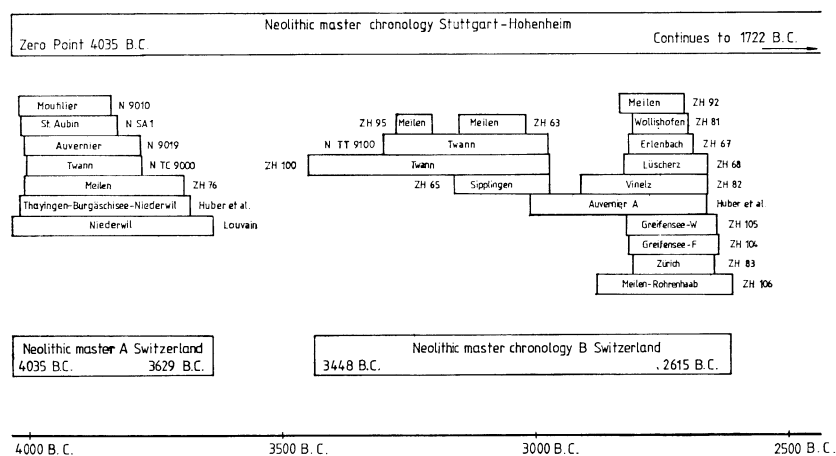 Neolithic master chronology Stuttgart-Hohenheim
Zero Point 4035 B.C.
Continues to 1722 B.C.
Moutilier N 9010
St. Aubin N SA 1
Auvernier N 9019
Twann N TC 9000
Meilen ZH 76
Thayingen-Burgäschisee-Niederwil Huber et al.
Niederwil Louvain
ZH 95 Meilen Meilen ZH 63
N TT 9100 Twann
ZH 100 Twann
ZH 65 Sipplingen
Meilen ZH 92
Wollishofen ZH 81
Erlenbach ZH 67
Lüscherz ZH 68
Vinelz ZH 82
Auvernier A Huber et al.
Greifensee-W ZH 105
Greifensee-F ZH 104
Zürich ZH 83
Meilen-Rohrenhaab ZH 106
Neolithic master A Switzerland
4035 B.C. 3629 B.C.
Neolithic master chronology B Switzerland
3448 B.C. 2615 B.C.
4000 B.C. 3500 B.C. 3000 B.C. 2500 B.C.